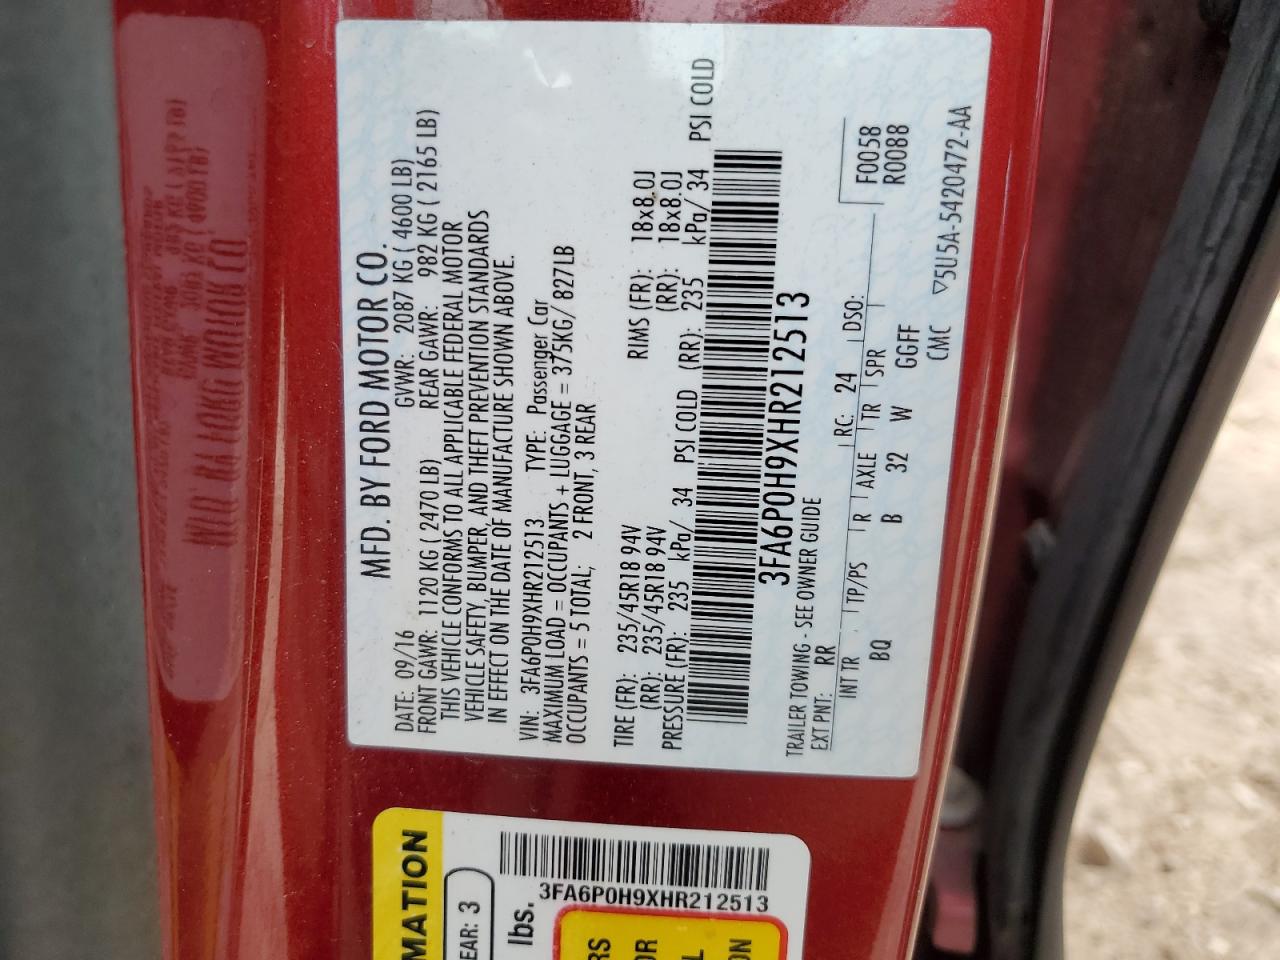 MFD. BY FORD MOTOR CO.
DATE: 09/16 GVWR: 2087 KG ( 4600 LB)
FRONT GAWR: 1120 KG ( 2470 LB) REAR GAWR: 982 KG ( 2165 LB)
THIS VEHICLE CONFORMS TO ALL APPLICABLE FEDERAL MOTOR
VEHICLE SAFETY, BUMPER, AND THEFT PREVENTION STANDARDS
IN EFFECT ON THE DATE OF MANUFACTURE SHOWN ABOVE.
VIN: 3FA6P0H9XHR212513 TYPE: Passenger Car
MAXIMUM LOAD = OCCUPANTS + LUGGAGE = 375KG/ 827LB
OCCUPANTS = 5 TOTAL; 2 FRONT, 3 REAR
TIRE (FR): 235/45R18 94V RIMS (FR): 18x8.0J
(RR): 235/45R18 94V (RR): 18x8.0J
PRESSURE (FR): 235 kPa/ 34 PSI COLD (RR): 235 kPa/ 34 PSI COLD
3FA6P0H9XHR212513
TRAILER TOWING - SEE OWNER GUIDE
EXT PNT: RR RC: 24 DSO: F0058
R0088
INT TR TP/PS R AXLE TR SPR
BQ B 32 W GGFF
CMC ▽5U5A-5420472-AA
MATION
EAR: 3
lbs.
3FA6P0H9XHR212513
RS
OR
L
ON